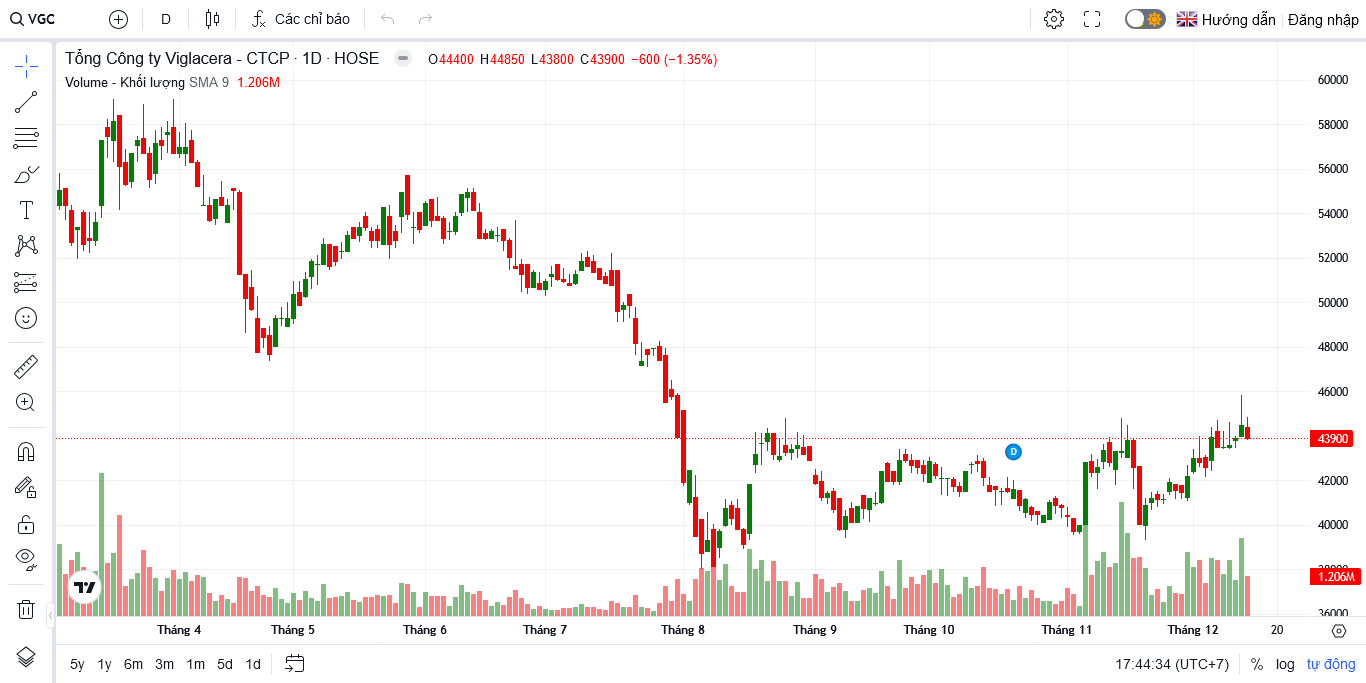 VGC D Các chỉ báo Hướng dẫn Đăng nhập
Tổng Công ty Viglacera - CTCP · 1D · HOSE O44400 H44850 L43800 C43900 −600 (−1.35%)
Volume - Khối lượng SMA 9 1.206M
60000
58000
56000
54000
52000
50000
48000
46000
43900
42000
40000
38000
1.206M
36000
D
Tháng 4 Tháng 5 Tháng 6 Tháng 7 Tháng 8 Tháng 9 Tháng 10 Tháng 11 Tháng 12 20
5y 1y 6m 3m 1m 5d 1d 17:44:34 (UTC+7) % log tự động